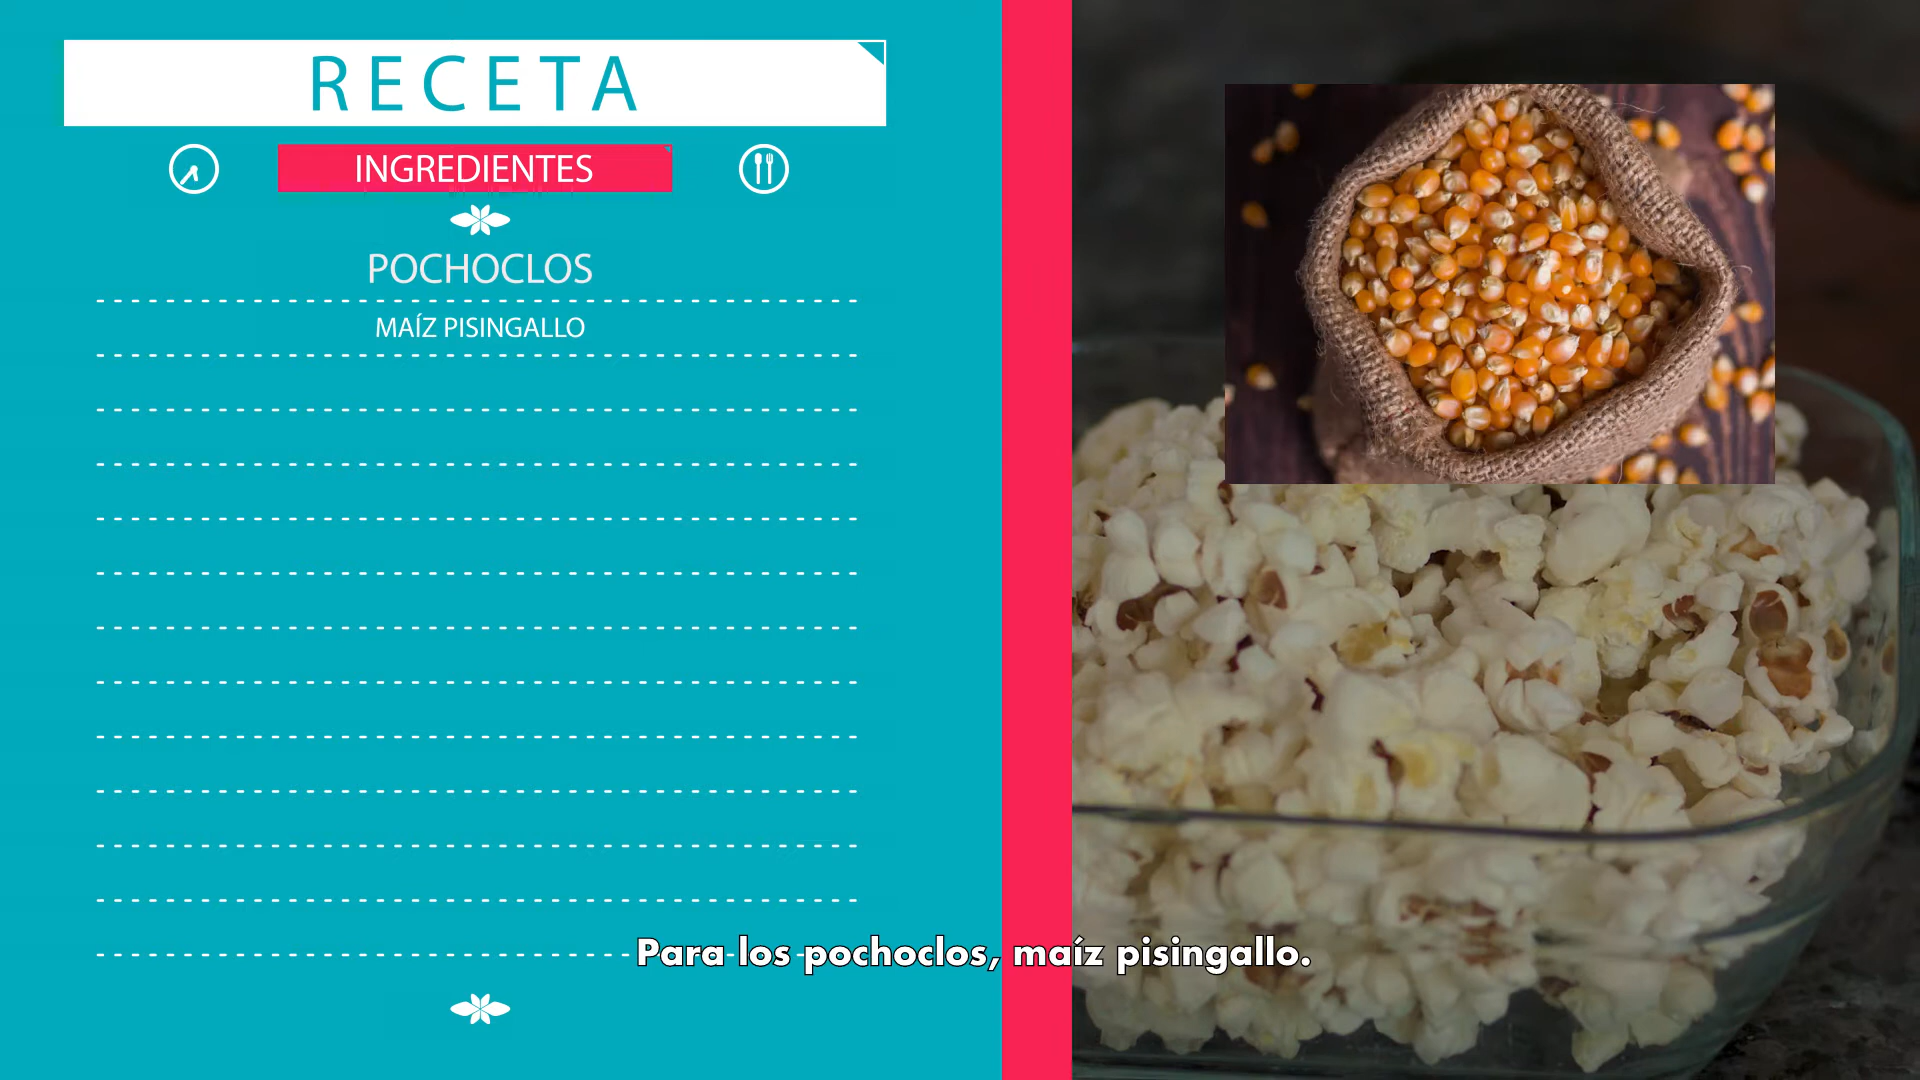 RECETA
INGREDIENTES
POCHOCLOS
MAÍZ PISINGALLO
Para los pochoclos, maíz pisingallo.